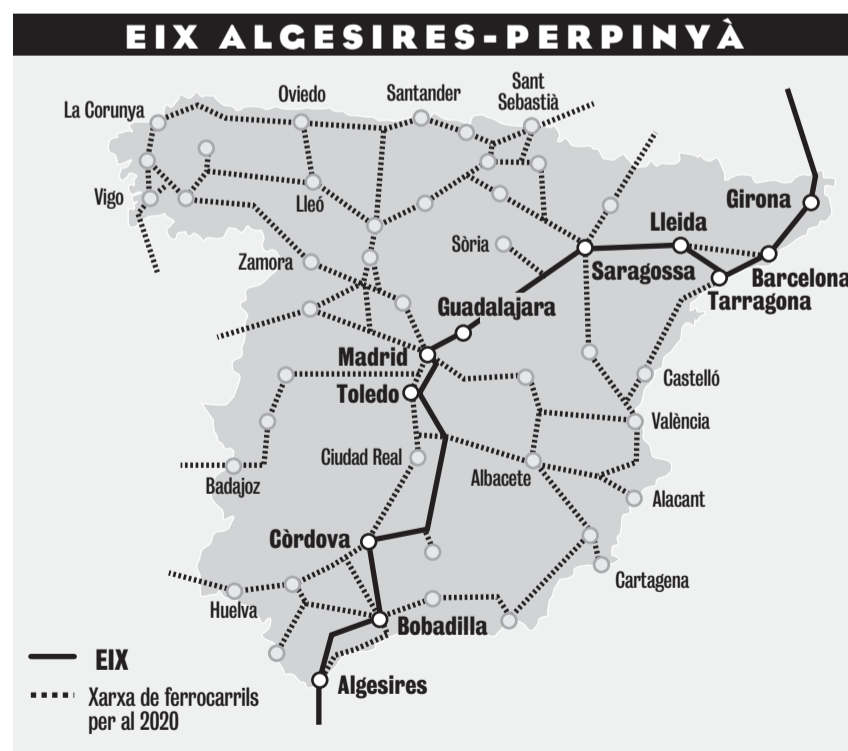 EIX ALGESIRES-PERPINYÀ
La Corunya
Oviedo
Santander
Sant
Sebastià
Vigo
Lleó
Girona
Lleida
Sòria
Zamora
Saragossa
Barcelona
Tarragona
Guadalajara
Madrid
Toledo
Castelló
València
Ciudad Real
Albacete
Badajoz
Alacant
Còrdova
Cartagena
Huelva
Bobadilla
EIX
Algesires
Xarxa de ferrocarrils
per al 2020